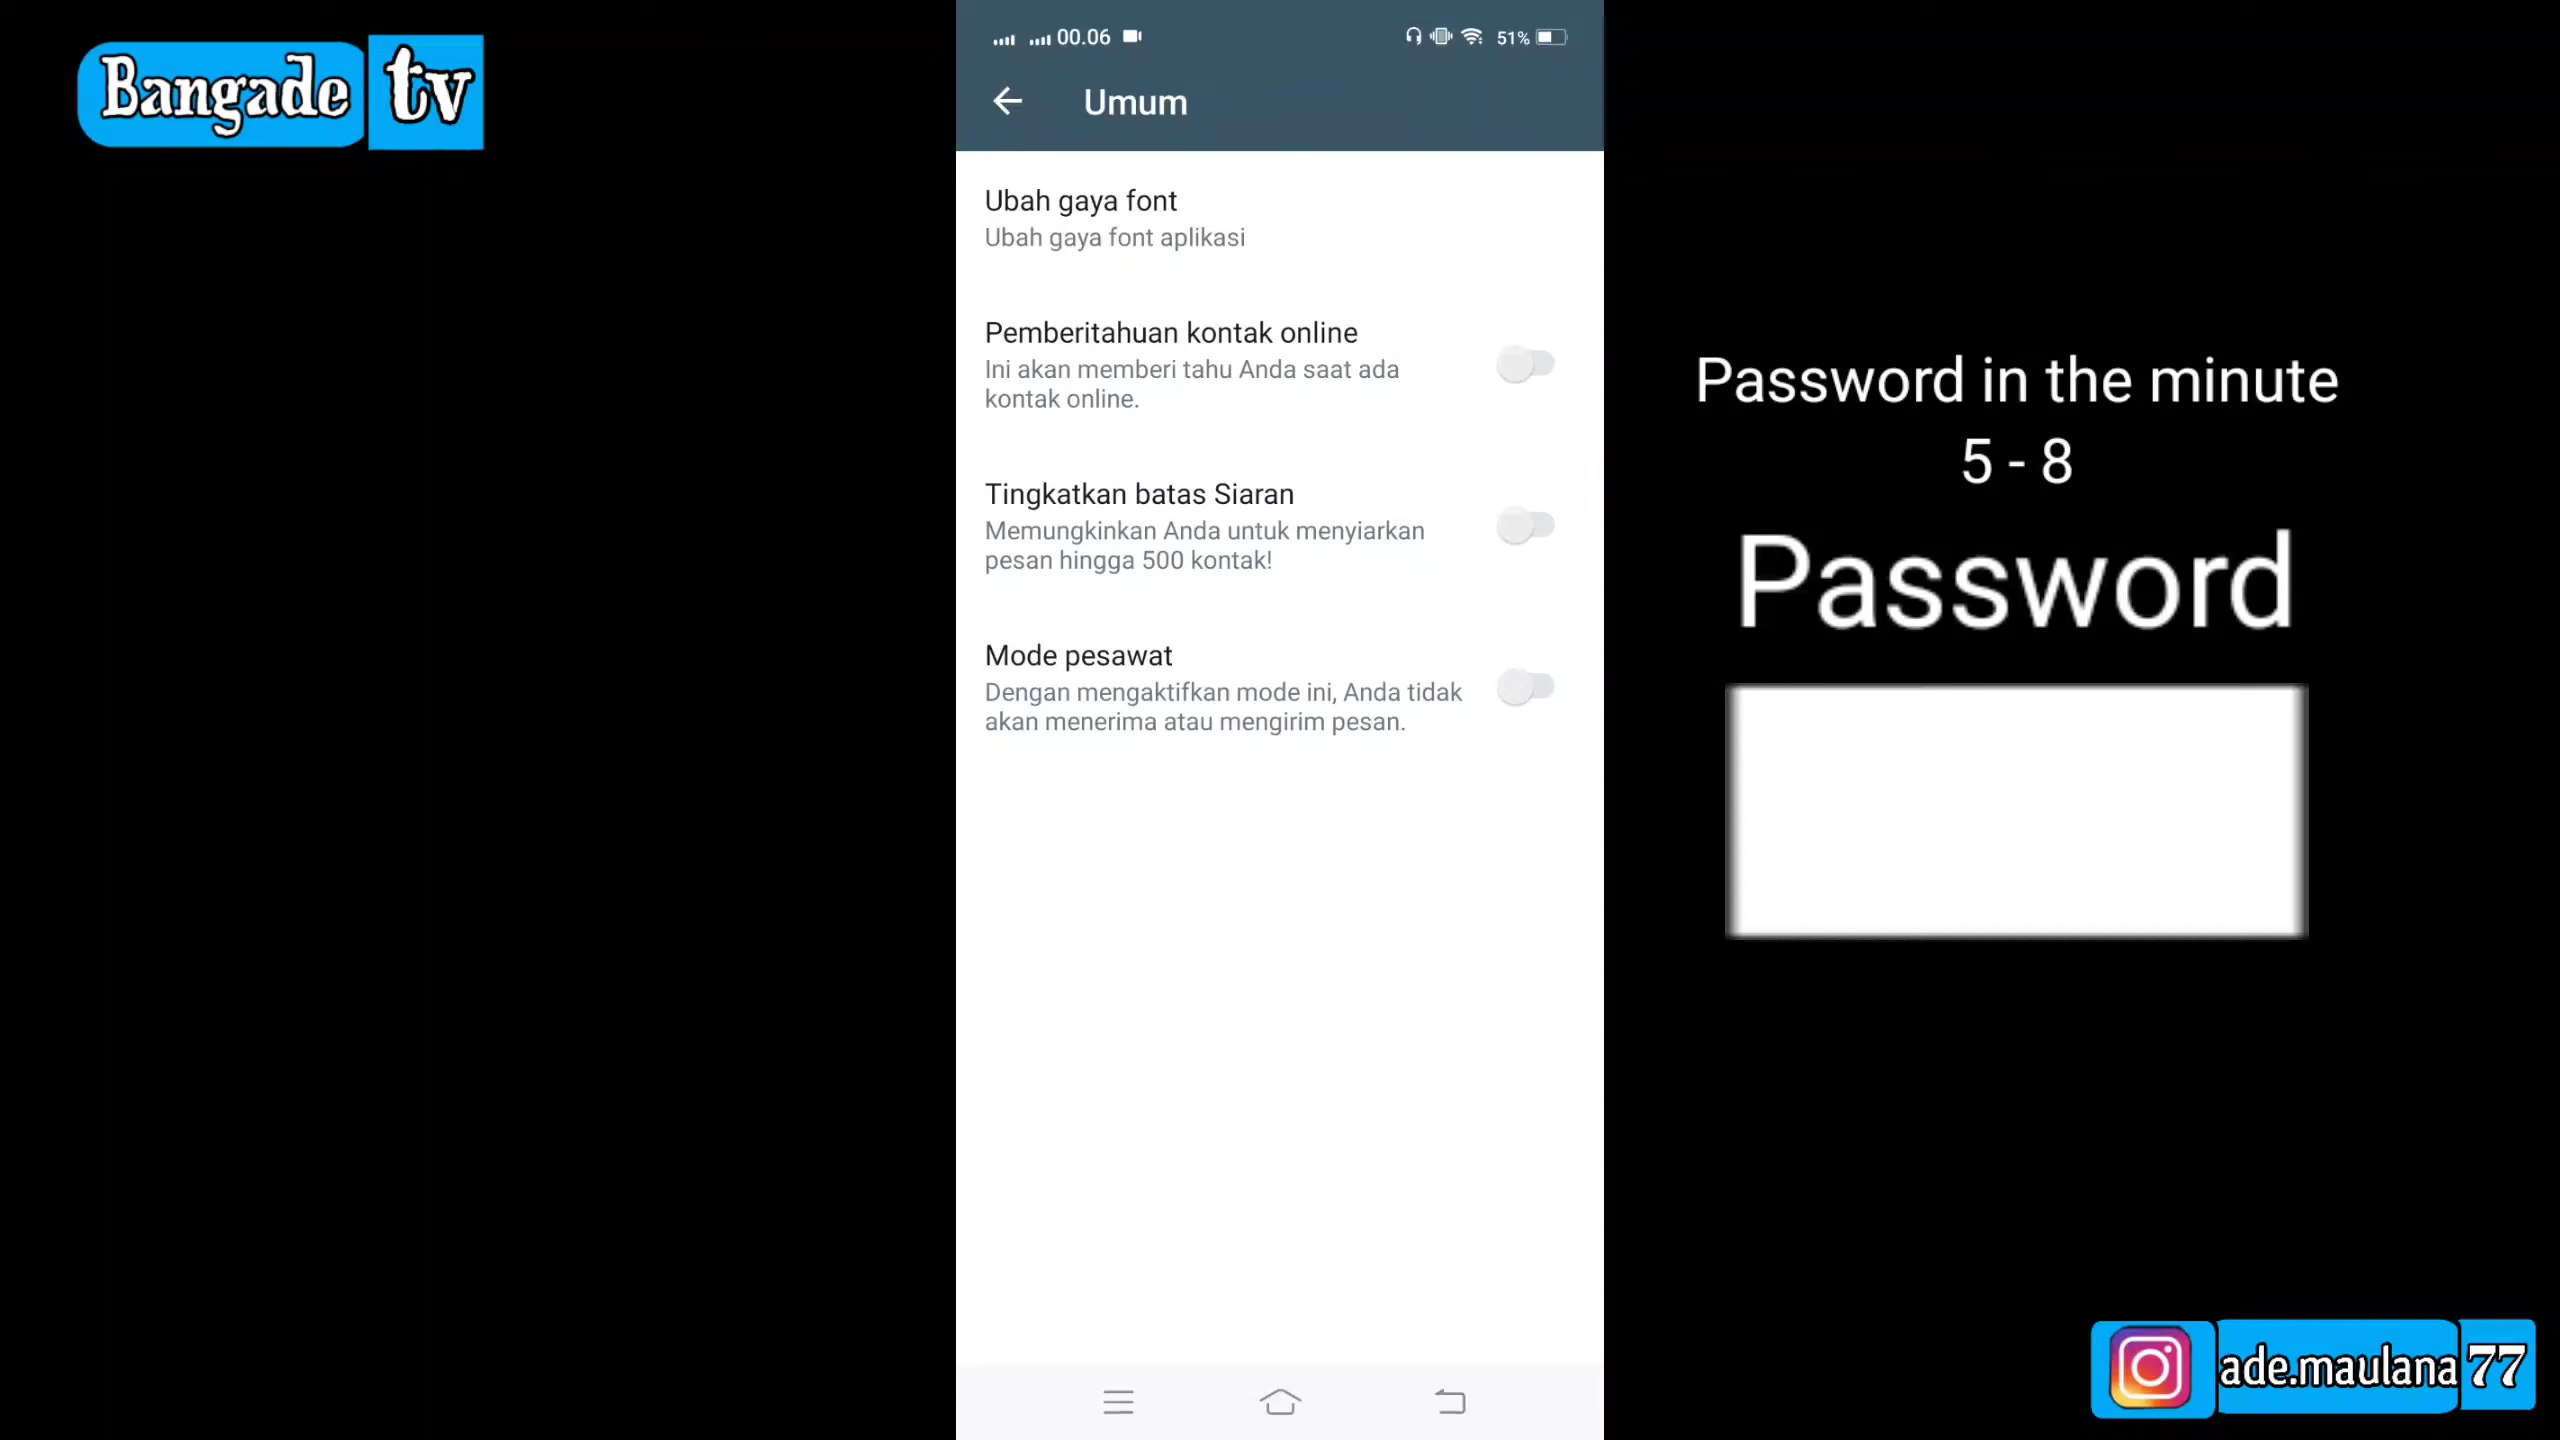 Bangade tv
00.06
51%
Umum
Ubah gaya font
Ubah gaya font aplikasi
Pemberitahuan kontak online
Ini akan memberi tahu Anda saat ada
kontak online.
Tingkatkan batas Siaran
Memungkinkan Anda untuk menyiarkan
pesan hingga 500 kontak!
Mode pesawat
Dengan mengaktifkan mode ini, Anda tidak
akan menerima atau mengirim pesan.
Password in the minute
5 - 8
Password
ade.maulana77